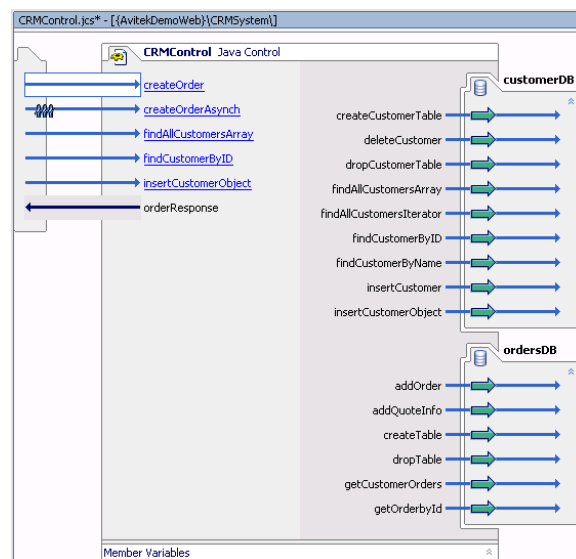 CRMControl.jcs* - [{AvitekDemoWeb}\CRMSystem\]
CRMControl Java Control
createOrder
createOrderAsynch
findAllCustomersArray
findCustomerByID
insertCustomerObject
orderResponse
customerDB
createCustomerTable
deleteCustomer
dropCustomerTable
findAllCustomersArray
findAllCustomersIterator
findCustomerByID
findCustomerByName
insertCustomer
insertCustomerObject
ordersDB
addOrder
addQuoteInfo
createTable
dropTable
getCustomerOrders
getOrderbyId
Member Variables